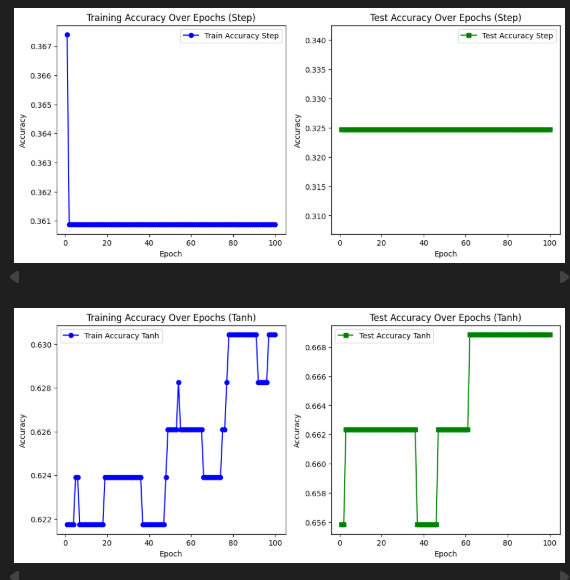 Training Accuracy Over Epochs (Step)
Train Accuracy Step
0.367
0.366
0.365
0.364
0.363
0.362
0.361
Accuracy
0 20 40 60 80 100
Epoch
Test Accuracy Over Epochs (Step)
Test Accuracy Step
0.340
0.335
0.330
0.325
0.320
0.315
0.310
Accuracy
0 20 40 60 80 100
Epoch
Training Accuracy Over Epochs (Tanh)
Train Accuracy Tanh
0.630
0.628
0.626
0.624
0.622
Accuracy
0 20 40 60 80 100
Epoch
Test Accuracy Over Epochs (Tanh)
Test Accuracy Tanh
0.668
0.666
0.664
0.662
0.660
0.658
0.656
Accuracy
0 20 40 60 80 100
Epoch